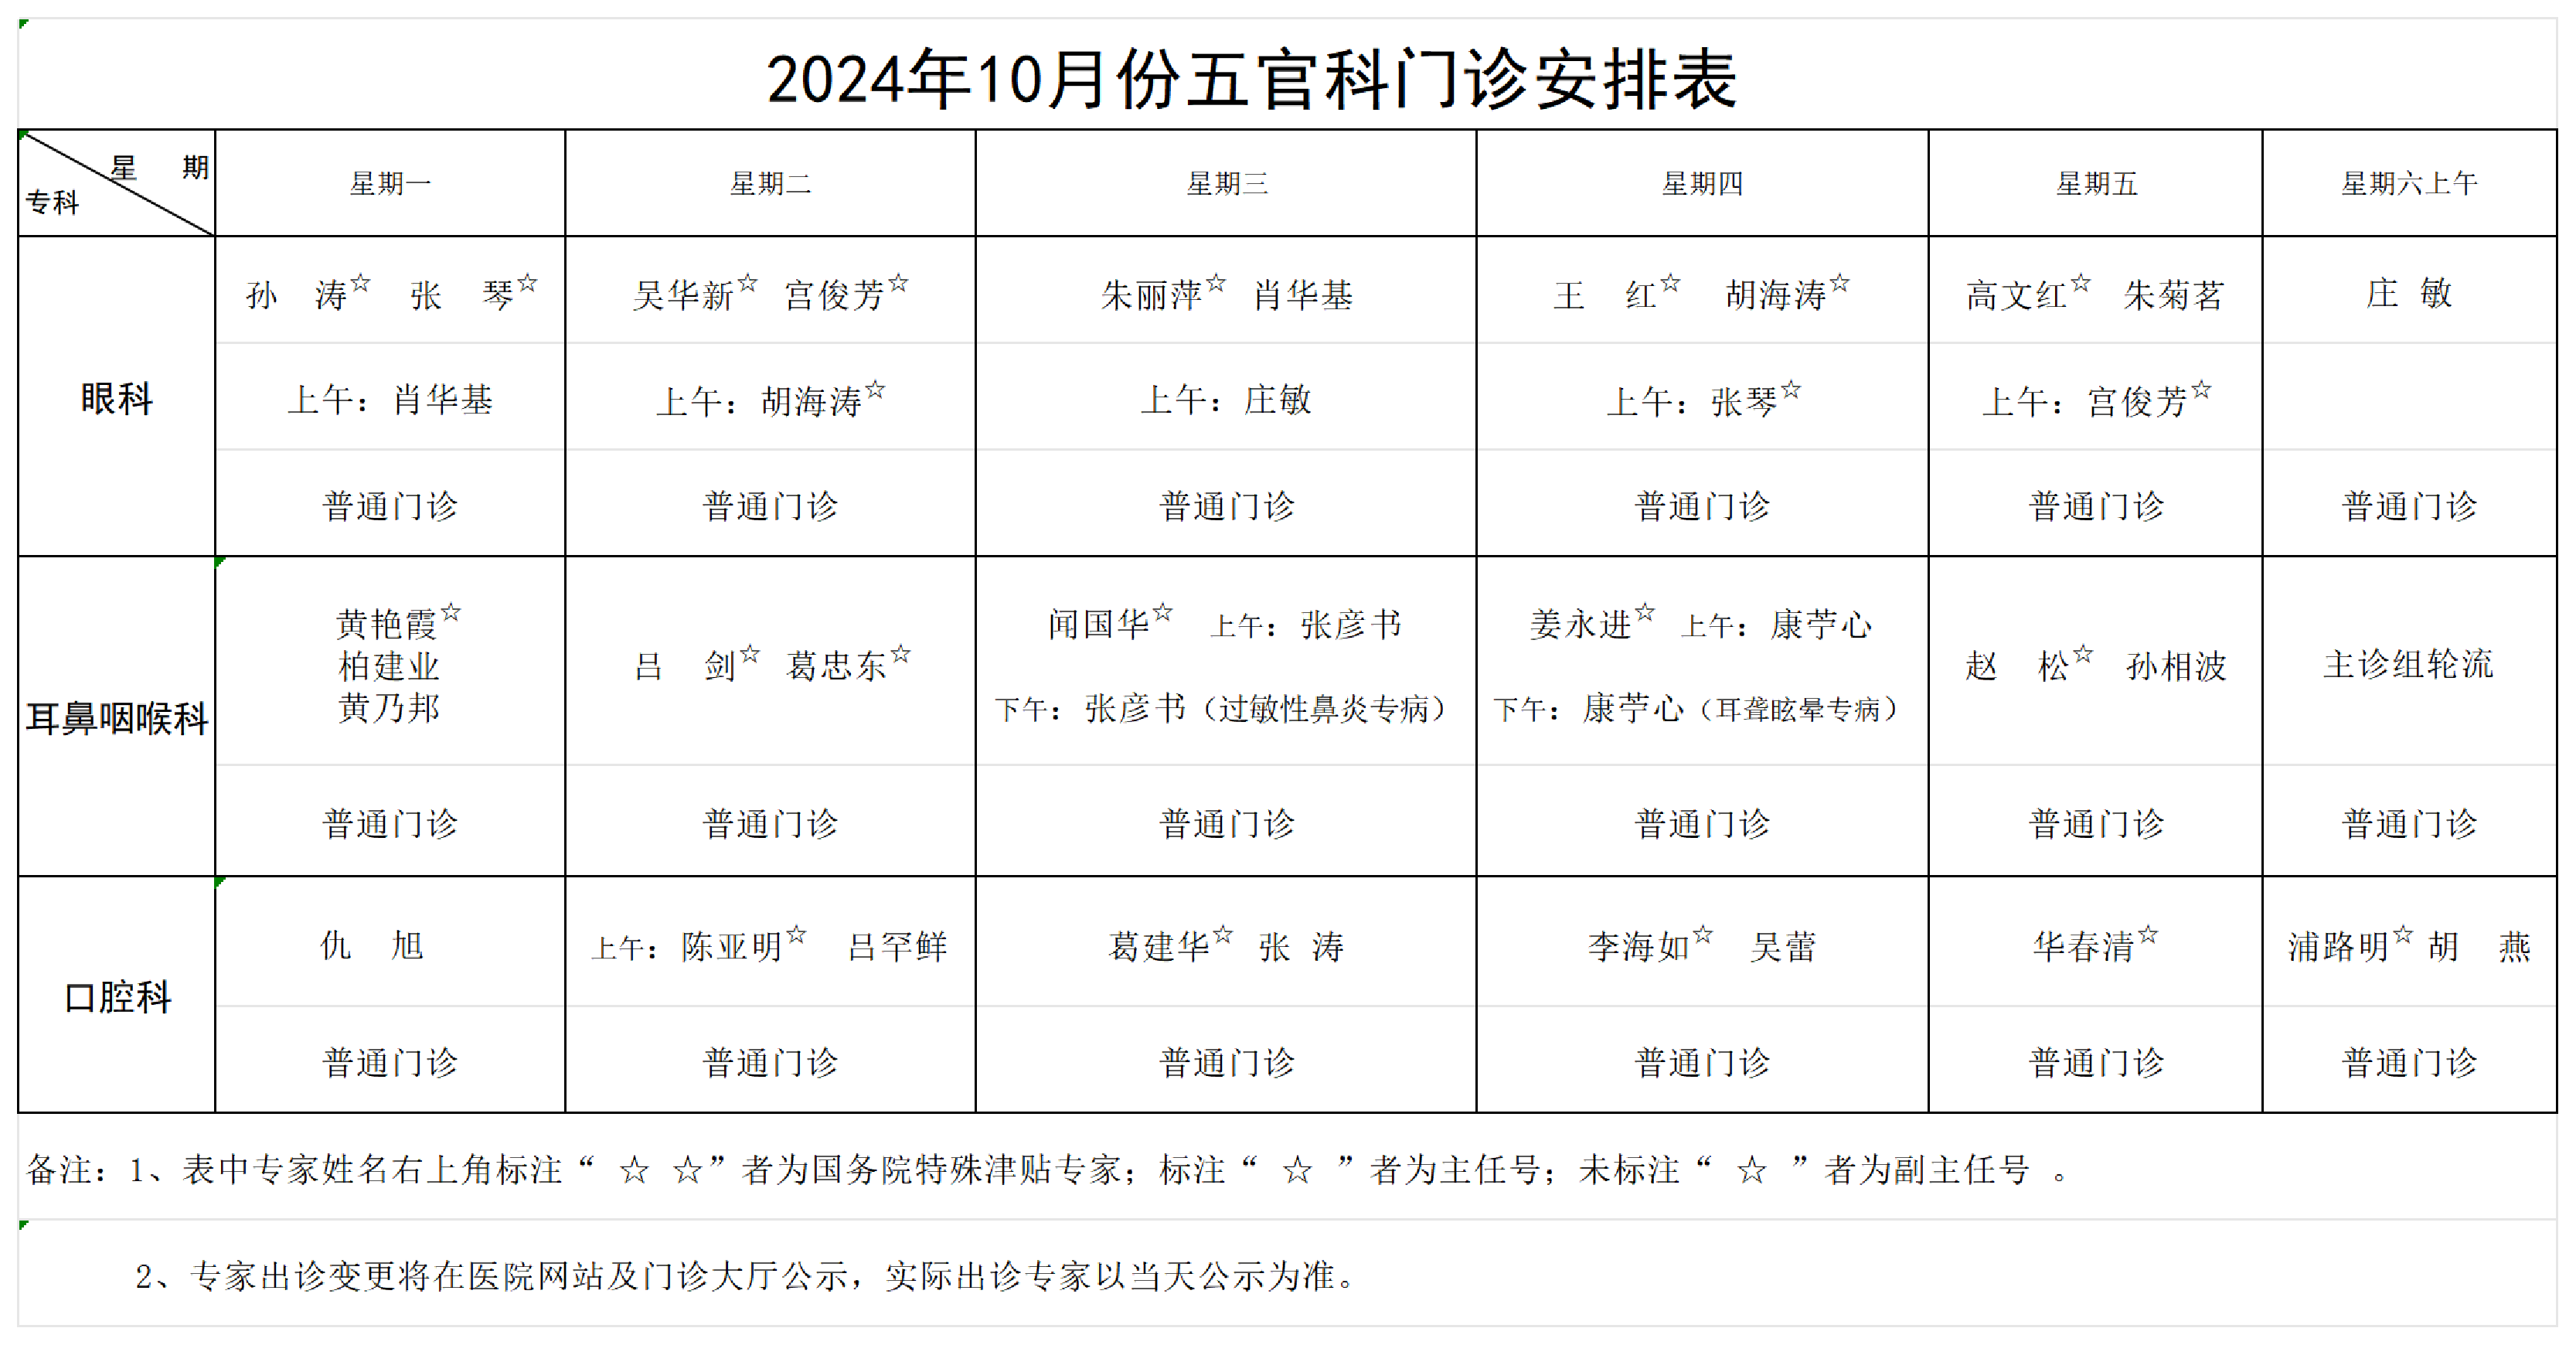 2024年10月份五官科门诊安排表
星 期
专科
星期一 星期二 星期三 星期四 星期五 星期六上午
孙 涛☆ 张 琴☆ 吴华新☆ 宫俊芳☆ 朱丽萍☆ 肖华基 王 红☆ 胡海涛☆ 高文红☆ 朱菊茗 庄 敏
眼科 上午：肖华基 上午：胡海涛☆ 上午：庄敏 上午：张琴☆ 上午：宫俊芳☆
普通门诊 普通门诊 普通门诊 普通门诊 普通门诊 普通门诊
耳鼻咽喉科
黄艳霞☆
柏建业
黄乃邦
吕 剑☆ 葛忠东☆
闻国华☆ 上午：张彦书
下午：张彦书（过敏性鼻炎专病）
姜永进☆ 上午：康苧心
下午：康苧心（耳聋眩晕专病）
赵 松☆ 孙相波
主诊组轮流
普通门诊 普通门诊 普通门诊 普通门诊 普通门诊 普通门诊
口腔科
仇 旭 上午：陈亚明☆ 吕罕鲜 葛建华☆ 张 涛 李海如☆ 吴蕾 华春清☆ 浦路明☆ 胡 燕
普通门诊 普通门诊 普通门诊 普通门诊 普通门诊 普通门诊
备注：1、表中专家姓名右上角标注“ ☆ ☆”者为国务院特殊津贴专家；标注“ ☆ ”者为主任号；未标注“ ☆ ”者为副主任号 。
2、专家出诊变更将在医院网站及门诊大厅公示，实际出诊专家以当天公示为准。